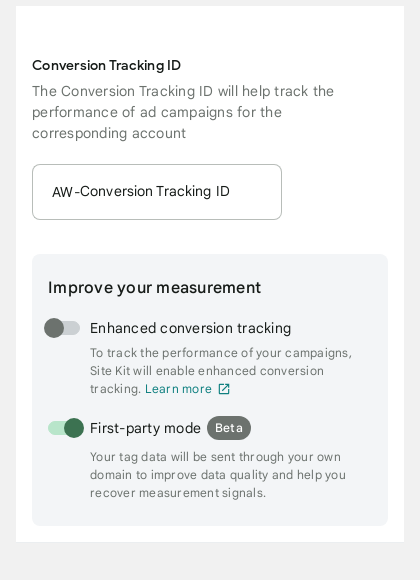 Conversion Tracking ID
The Conversion Tracking ID will help track the
performance of ad campaigns for the
corresponding account
AW-Conversion Tracking ID
Improve your measurement
Enhanced conversion tracking
To track the performance of your campaigns,
Site Kit will enable enhanced conversion
tracking. Learn more
First-party mode Beta
Your tag data will be sent through your own
domain to improve data quality and help you
recover measurement signals.